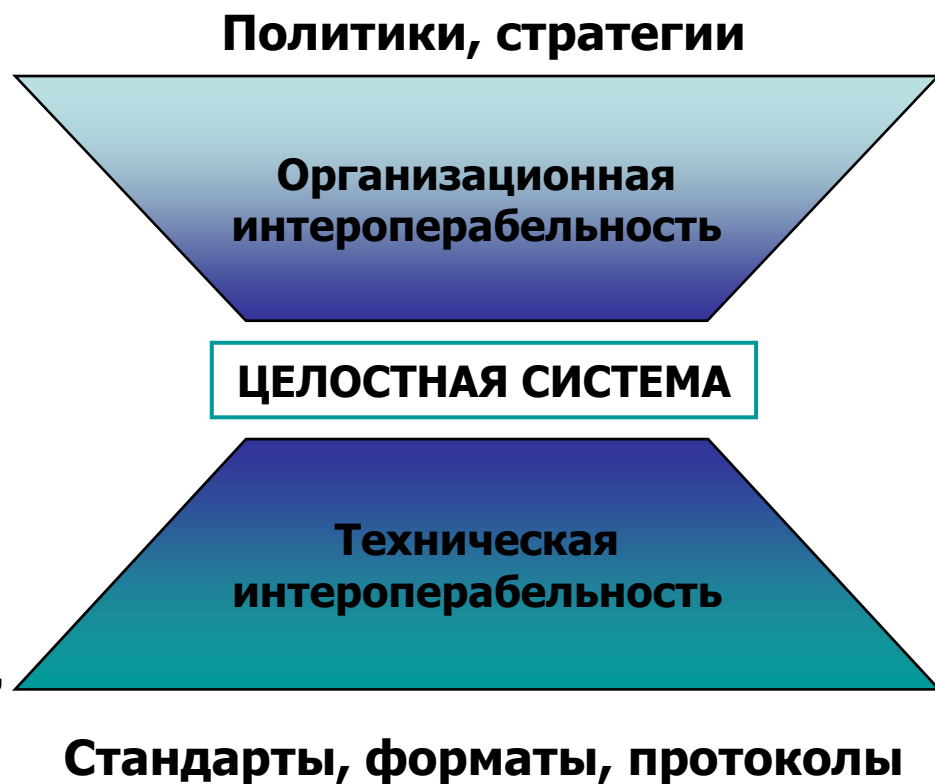 Политики, стратегии
Организационная
интероперабельность
ЦЕЛОСТНАЯ СИСТЕМА
Техническая
интероперабельность
,
Стандарты, форматы, протоколы